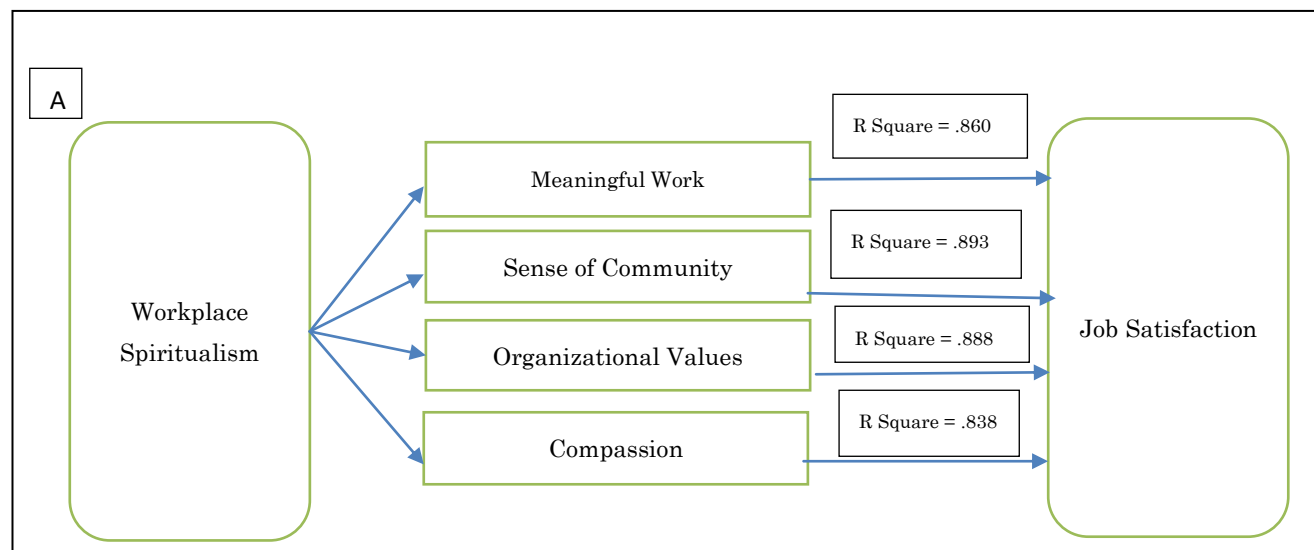 A
Workplace
Spiritualism
Meaningful Work
Sense of Community
Organizational Values
Compassion
R Square = .860
R Square = .893
R Square = .888
R Square = .838
Job Satisfaction